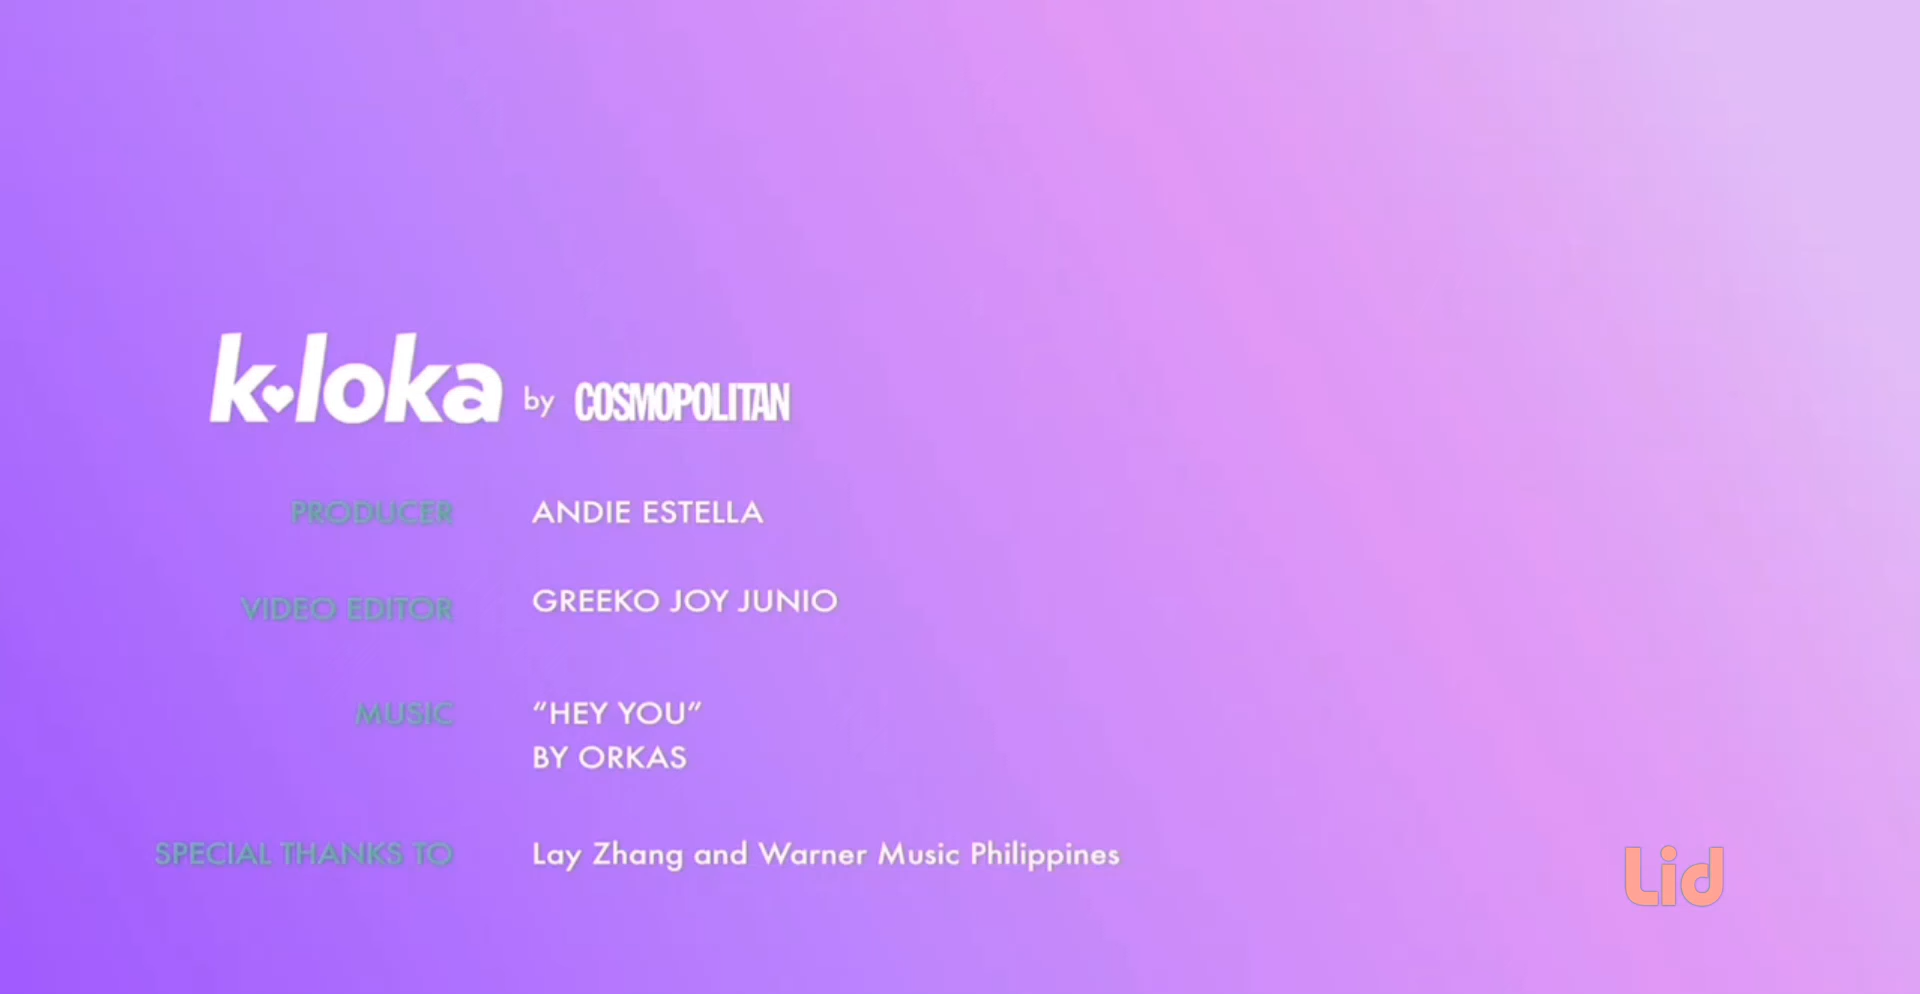 k loka by COSMOPOLITAN
PRODUCER ANDIE ESTELLA
VIDEO EDITOR GREEKO JOY JUNIO
MUSIC “HEY YOU”
BY ORKAS
SPECIAL THANKS TO Lay Zhang and Warner Music Philippines
Lid